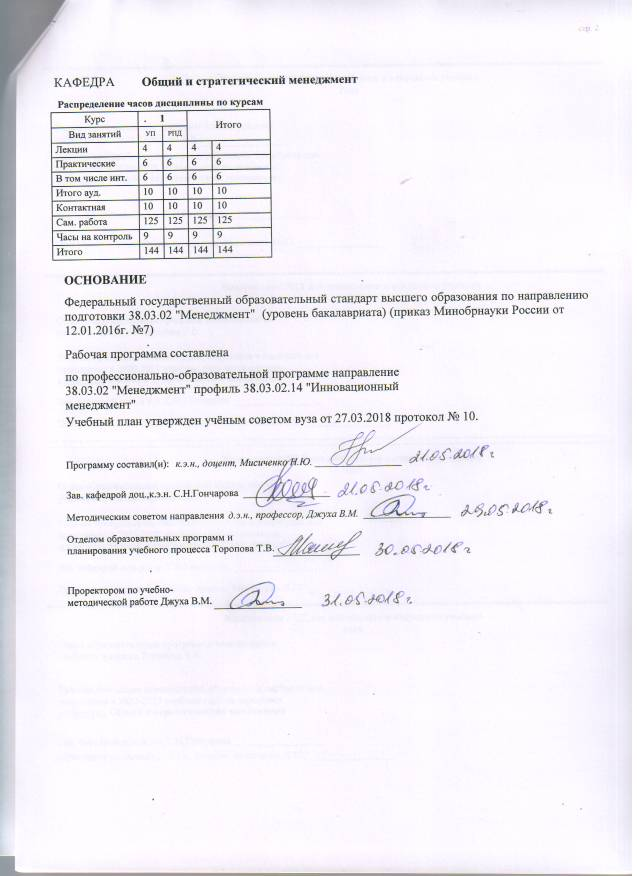 стр. 2
КАФЕДРА Общий и стратегический менеджмент
Распределение часов дисциплины по курсам
Курс . 1 Итого
Вид занятий УП РПД
Лекции 4 4 4 4
Практические 6 6 6 6
В том числе инт. 6 6 6 6
Итого ауд. 10 10 10 10
Контактная 10 10 10 10
Сам. работа 125 125 125 125
Часы на контроль 9 9 9 9
Итого 144 144 144 144
ОСНОВАНИЕ
Федеральный государственный образовательный стандарт высшего образования по направлению
подготовки 38.03.02 "Менеджмент" (уровень бакалавриата) (приказ Минобрнауки России от
12.01.2016г. №7)
Рабочая программа составлена
по профессионально-образовательной программе направление
38.03.02 "Менеджмент" профиль 38.03.02.14 "Инновационный
менеджмент"
Учебный план утвержден учёным советом вуза от 27.03.2018 протокол № 10.
Программу составил(и): к.э.н., доцент, Мисиченко Н.Ю. 21.05.2018г
Зав. кафедрой доц.,к.э.н. С.Н.Гончарова 21.05.2018г
Методическим советом направления д.э.н., профессор, Джуха В.М. 29.05.2018г
Отделом образовательных программ и
планирования учебного процесса Торопова Т.В. 30.05.2018г
Проректором по учебно-
методической работе Джуха В.М. 31.05.2018г.